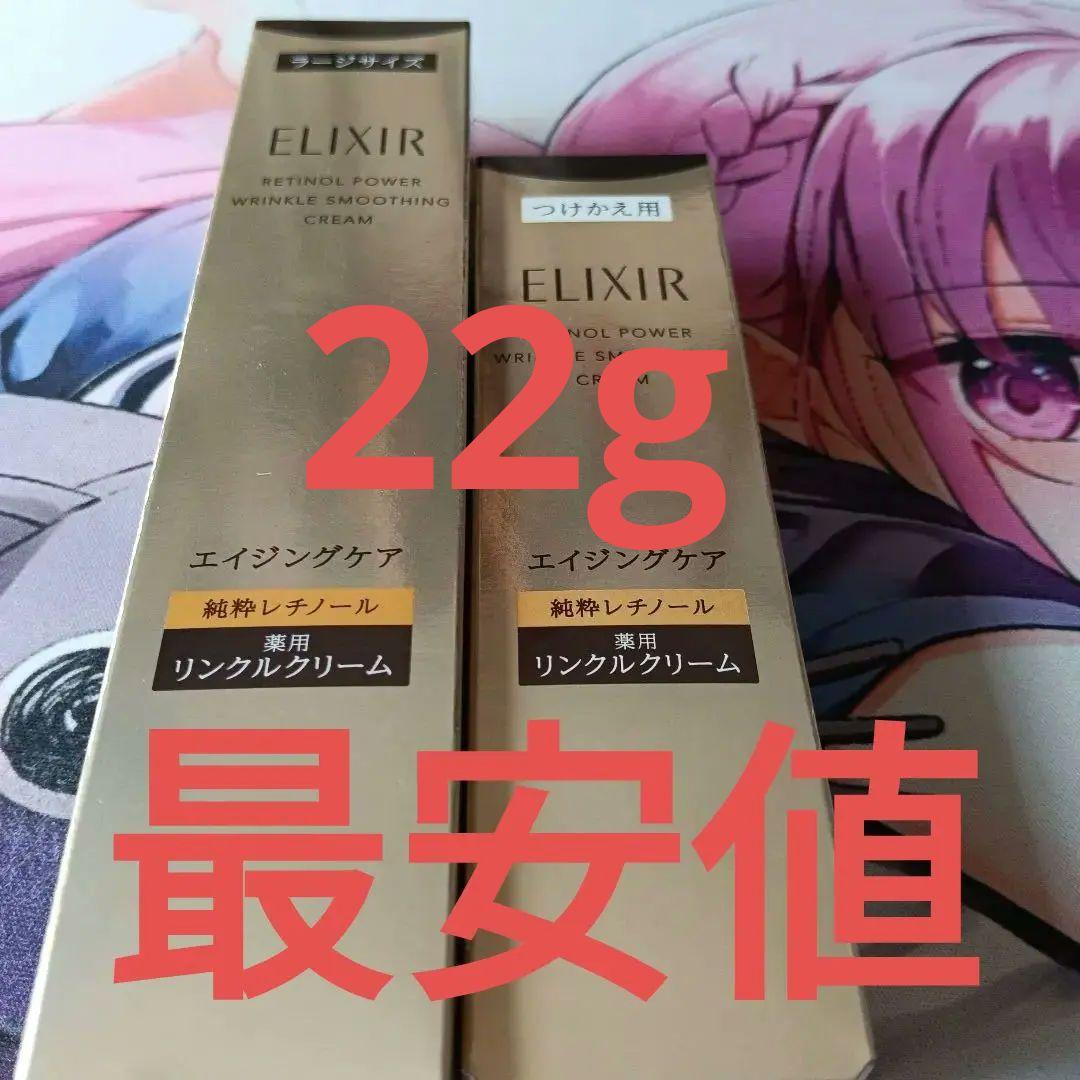 ラージサイズ
ELIXIR
RETINOL POWER
WRINKLE SMOOTHING
CREAM
エイジングケア
純粋レチノール
薬用
リンクルクリーム
つけかえ用
ELIXIR
POWER
エイジングケア
純粋レチノール
薬用
リンクルクリーム
22g
最安値